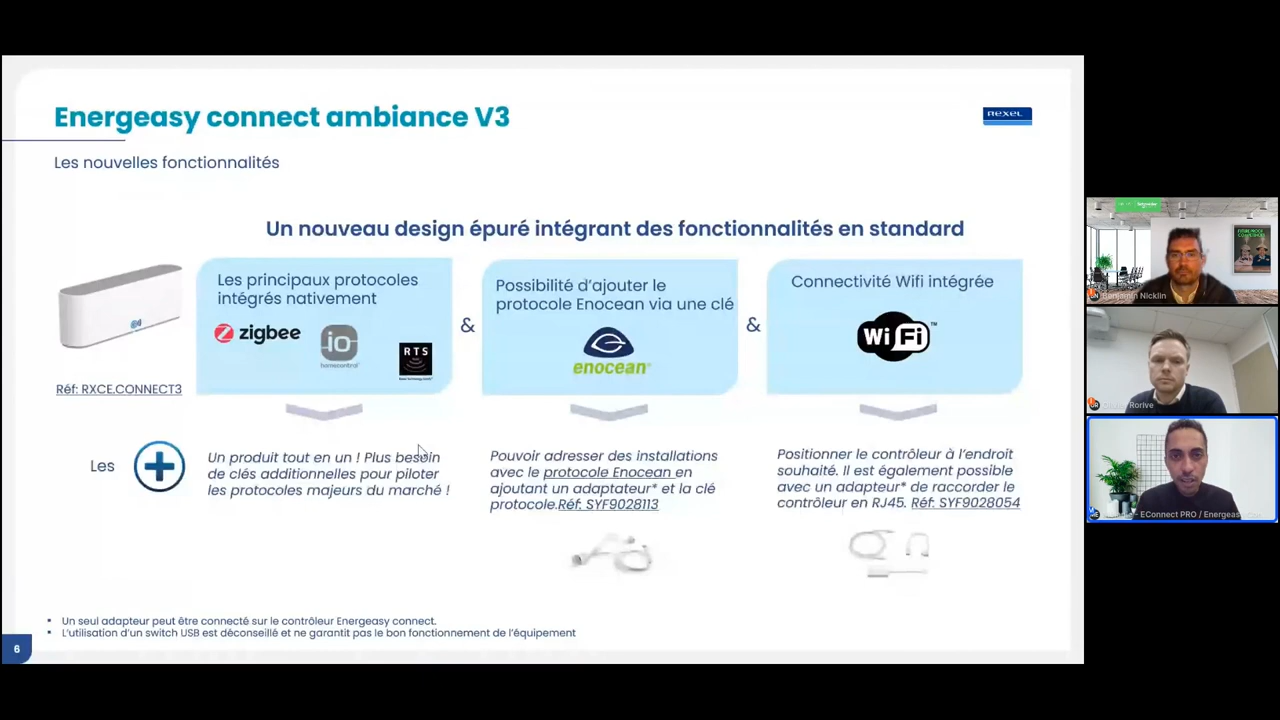 Energeasy connect ambiance V3
REXEL
Les nouvelles fonctionnalités
Un nouveau design épuré intégrant des fonctionnalités en standard
Les principaux protocoles
intégrés nativement
zigbee
io
homecontrol
RTS
Réf: RXCE.CONNECT3
&
Possibilité d'ajouter le
protocole Enocean via une clé
enocean®
&
Connectivité Wifi intégrée
Wi Fi™
Les
Un produit tout en un ! Plus besoin
de clés additionnelles pour piloter
les protocoles majeurs du marché !
Pouvoir adresser des installations
avec le protocole Enocean en
ajoutant un adaptateur* et la clé
protocole.Réf: SYF9028113
Positionner le contrôleur à l'endroit
souhaité. Il est également possible
avec un adapteur* de raccorder le
contrôleur en RJ45. Réf: SYF9028054
▪ Un seul adapteur peut être connecté sur le contrôleur Energeasy connect.
▪ L'utilisation d'un switch USB est déconseillé et ne garantit pas le bon fonctionnement de l'équipement
6
Benjamin Nicklin
Rorive
- EConnect PRO / Energeas